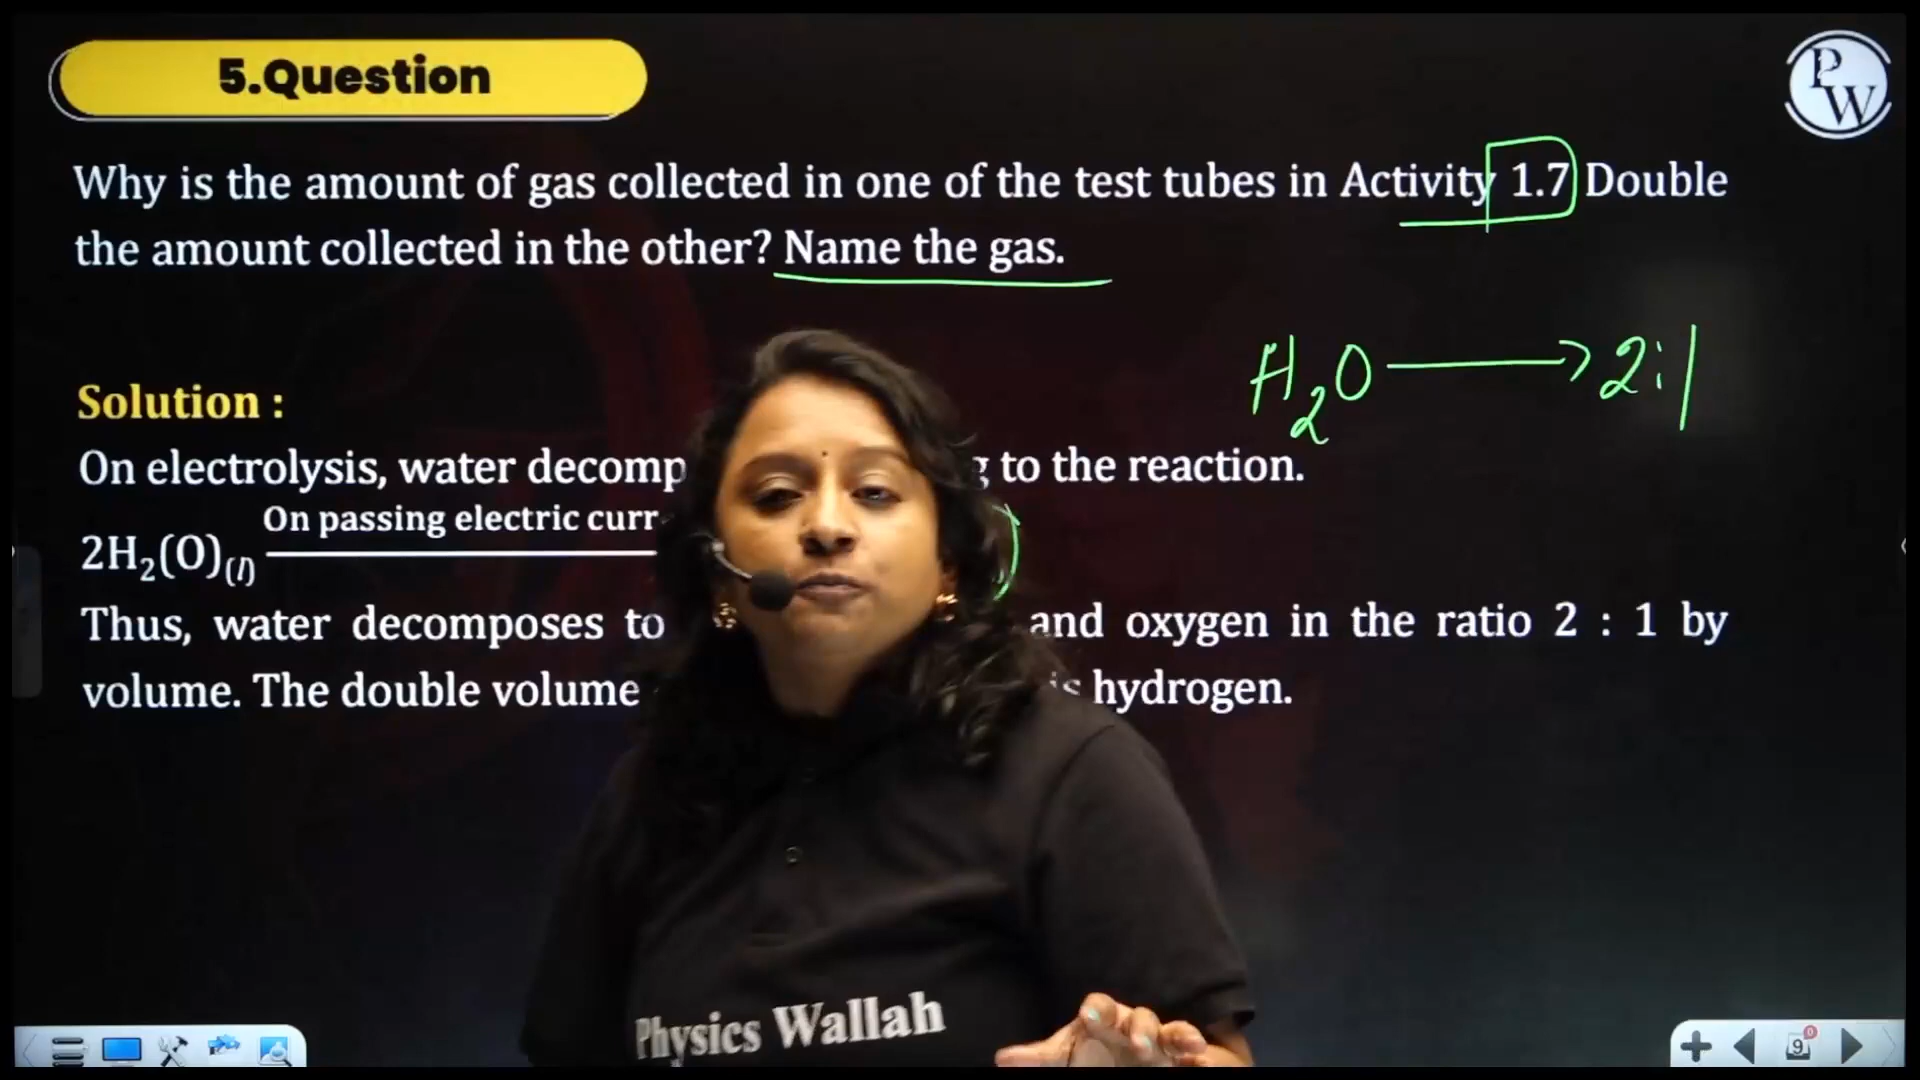 5.Question
PW
Why is the amount of gas collected in one of the test tubes in Activity 1.7 Double
the amount collected in the other? Name the gas.
H₂O → 2:1
Solution :
On electrolysis, water decomp to the reaction.
On passing electric curr
2H₂(O)(l)
Thus, water decomposes to and oxygen in the ratio 2 : 1 by
volume. The double volume is hydrogen.
Physics Wallah
9